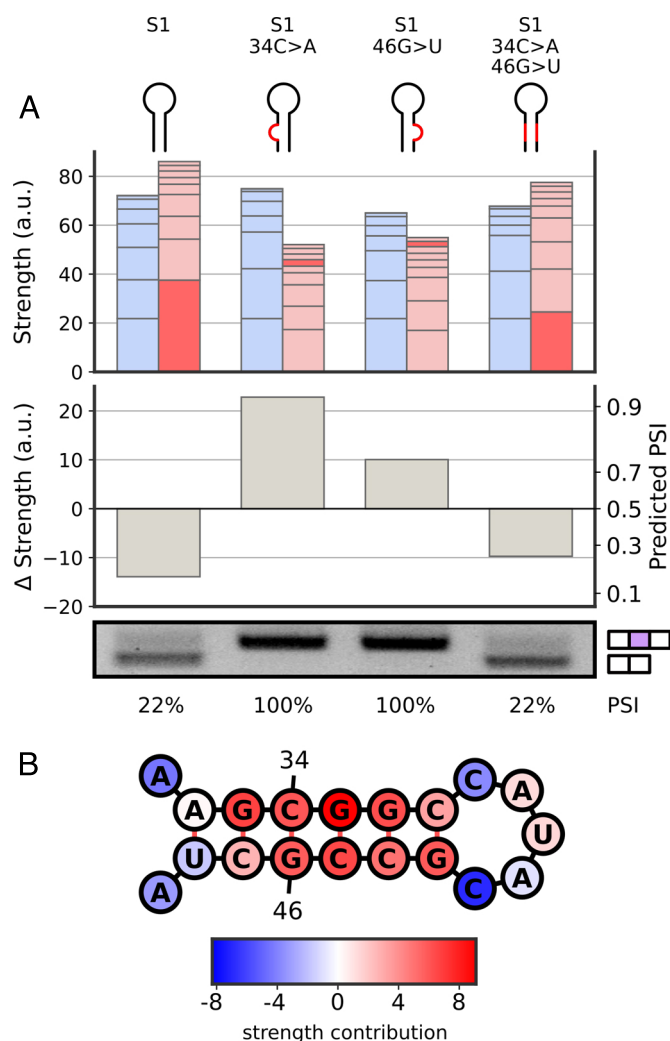 S1 S1 S1 S1
34C>A 46G>U 34C>A
46G>U
A
Strength (a.u.)
80
60
40
20
0
Δ Strength (a.u.)
20
10
0
−10
−20
0.9
0.7
0.5
0.3
0.1
Predicted PSI
22% 100% 100% 22% PSI
B
34
A C A
A G C G G C
U
U C G C C G
A C A
46
-8 -4 0 4 8
strength contribution